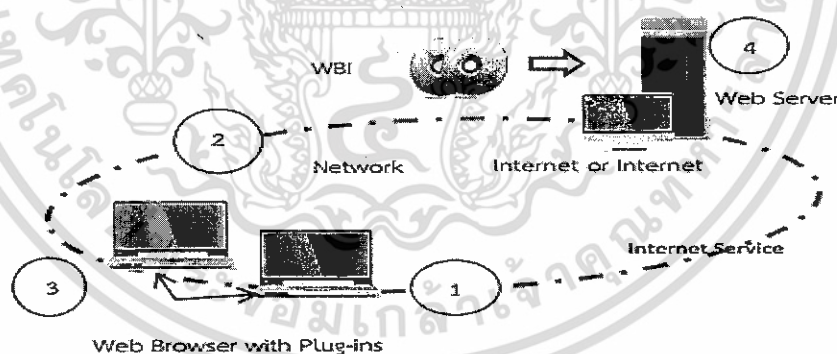 4
WBI
Web Server
2
Network
Internet or Internet
Internet Service
3
1
Web Browser with Plug-ins